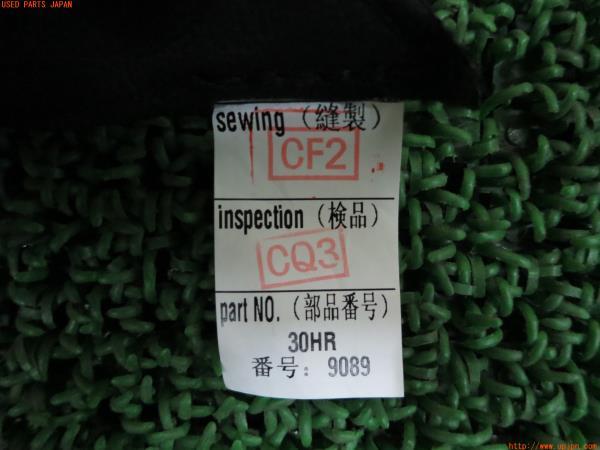 USED PARTS JAPAN
sewing (縫製)
CF2
inspection (検品)
CQ3
part NO. (部品番号)
30HR
番号: 9089
http://www.upjpn.com/